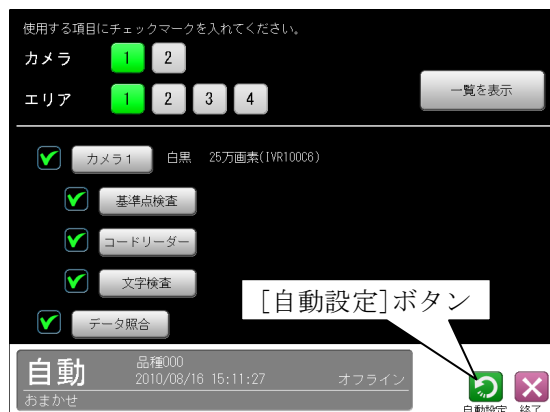 使用する項目にチェックマークを入れてください。
カメラ 1 2
エリア 1 2 3 4
一覧を表示
カメラ1 白黒 25万画素(IVR10006)
基準点検査
コードリーダー
文字検査
[自動設定]ボタン
データ照合
自動 品種000
2010/08/16 15:11:27 オフライン
おまかせ
自動設定 終了